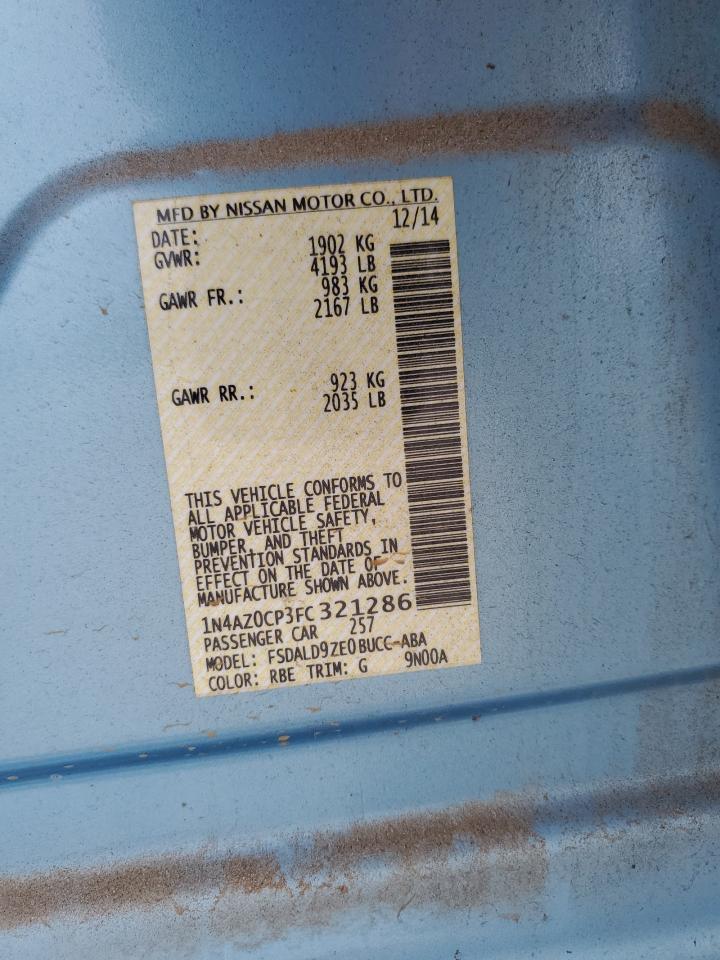 MFD BY NISSAN MOTOR CO., LTD.
DATE: 12/14
GVWR: 1902 KG
4193 LB
GAWR FR.: 983 KG
2167 LB
GAWR RR.: 923 KG
2035 LB
THIS VEHICLE CONFORMS TO
ALL APPLICABLE FEDERAL
MOTOR VEHICLE SAFETY,
BUMPER, AND THEFT
PREVENTION STANDARDS IN
EFFECT ON THE DATE OF
MANUFACTURE SHOWN ABOVE.
1N4AZ0CP3FC321286
PASSENGER CAR 257
MODEL: FSDALD9ZE0BUCC-ABA
COLOR: RBE TRIM: G 9N00A